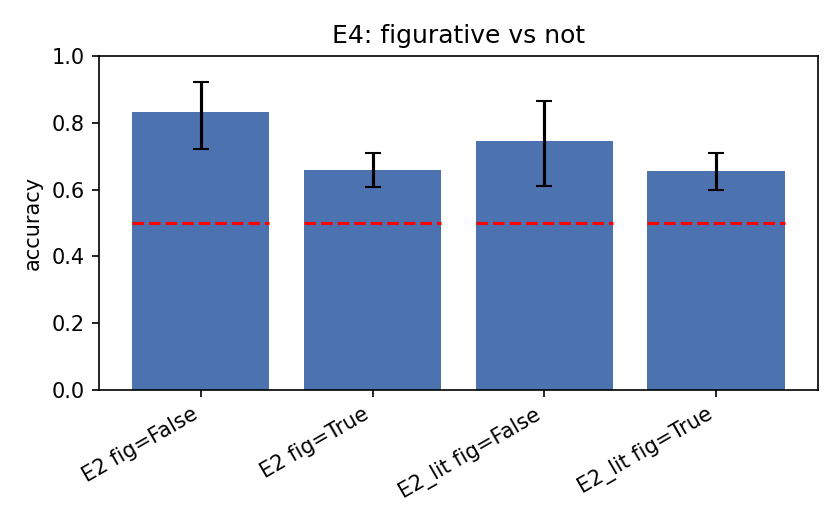 E4: figurative vs not
accuracy
1.0
0.8
0.6
0.4
0.2
0.0
E2 fig=False
E2 fig=True
E2_lit fig=False
E2_lit fig=True